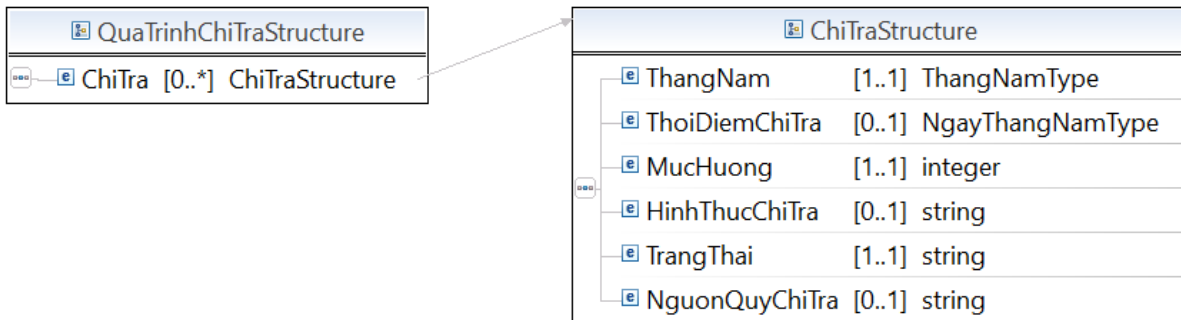 QuaTrinhChiTraStructure
ChiTra [0..*] ChiTraStructure
ChiTraStructure
ThangNam [1..1] ThangNamType
ThoiDiemChiTra [0..1] NgayThangNamType
MucHuong [1..1] integer
HinhThucChiTra [0..1] string
TrangThai [1..1] string
NguonQuyChiTra [0..1] string